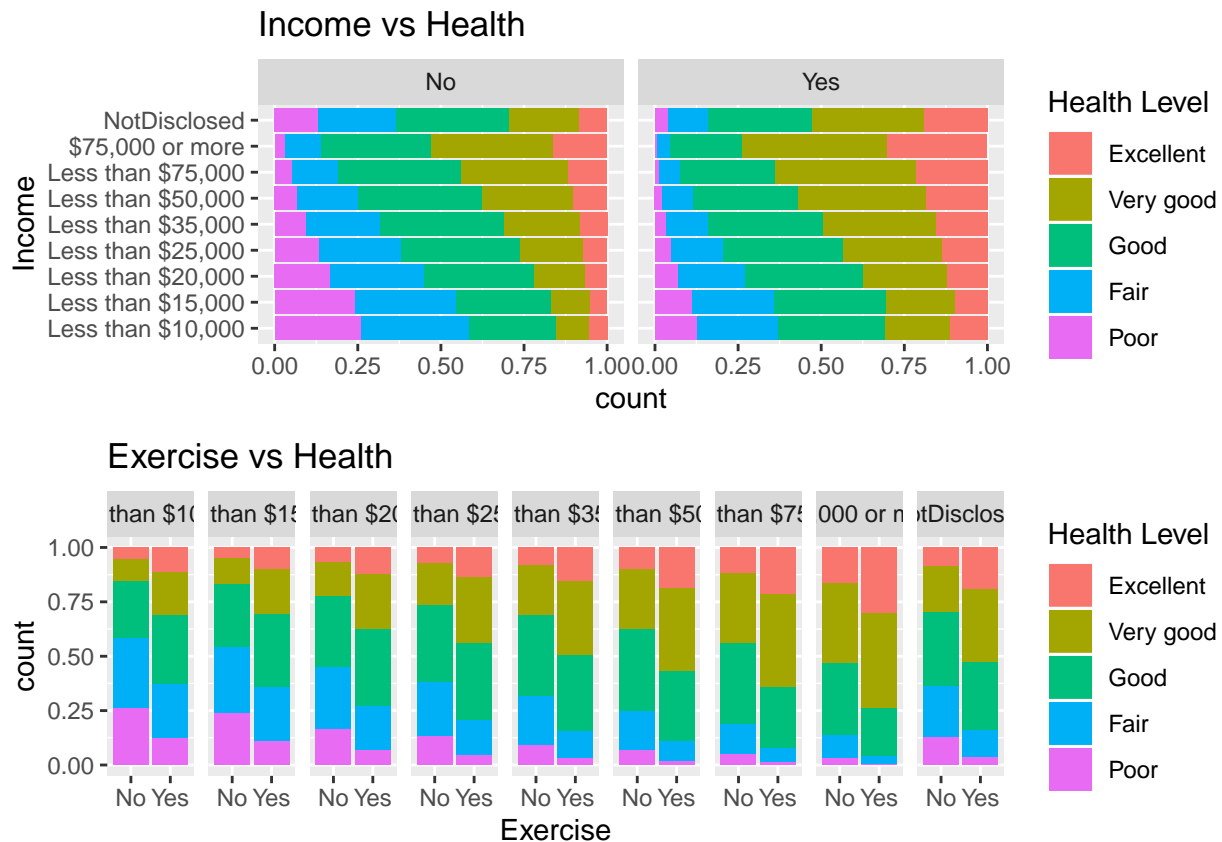 Income vs Health
No Yes
Income
NotDisclosed
$75,000 or more
Less than $75,000
Less than $50,000
Less than $35,000
Less than $25,000
Less than $20,000
Less than $15,000
Less than $10,000
0.00 0.25 0.50 0.75 1.00 0.00 0.25 0.50 0.75 1.00
count
Health Level
Excellent
Very good
Good
Fair
Poor
Exercise vs Health
than $10 than $15 than $20 than $25 than $35 than $50 than $75 000 or m otDisclos
count
1.00
0.75
0.50
0.25
0.00
No Yes No Yes No Yes No Yes No Yes No Yes No Yes No Yes No Yes
Exercise
Health Level
Excellent
Very good
Good
Fair
Poor